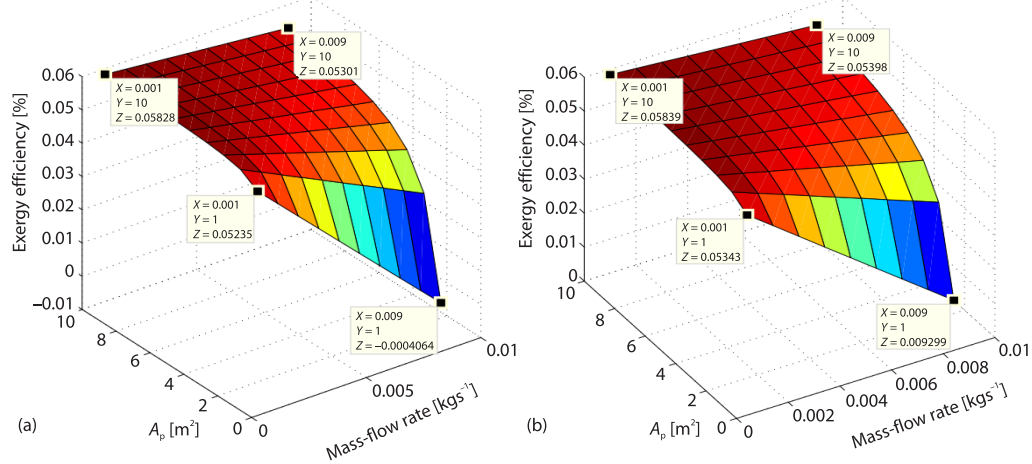 X = 0.009
Y = 10
Z = 0.05301
X = 0.001
Y = 10
Z = 0.05828
X = 0.001
Y = 1
Z = 0.05235
X = 0.009
Y = 1
Z = −0.0004064
Exergy efficiency [%]
0.06
0.05
0.04
0.03
0.02
0.01
0
−0.01
10
8
6
4
2
0
0
0.005
0.01
Aₚ [m²]
Mass-flow rate [kgs⁻¹]
(a)
X = 0.009
Y = 10
Z = 0.05398
X = 0.001
Y = 10
Z = 0.05839
X = 0.001
Y = 1
Z = 0.05343
X = 0.009
Y = 1
Z = 0.009299
Exergy efficiency [%]
0.06
0.05
0.04
0.03
0.02
0.01
0
10
8
6
4
2
0
0
0.002
0.004
0.006
0.008
0.01
Aₚ [m²]
Mass-flow rate [kgs⁻¹]
(b)